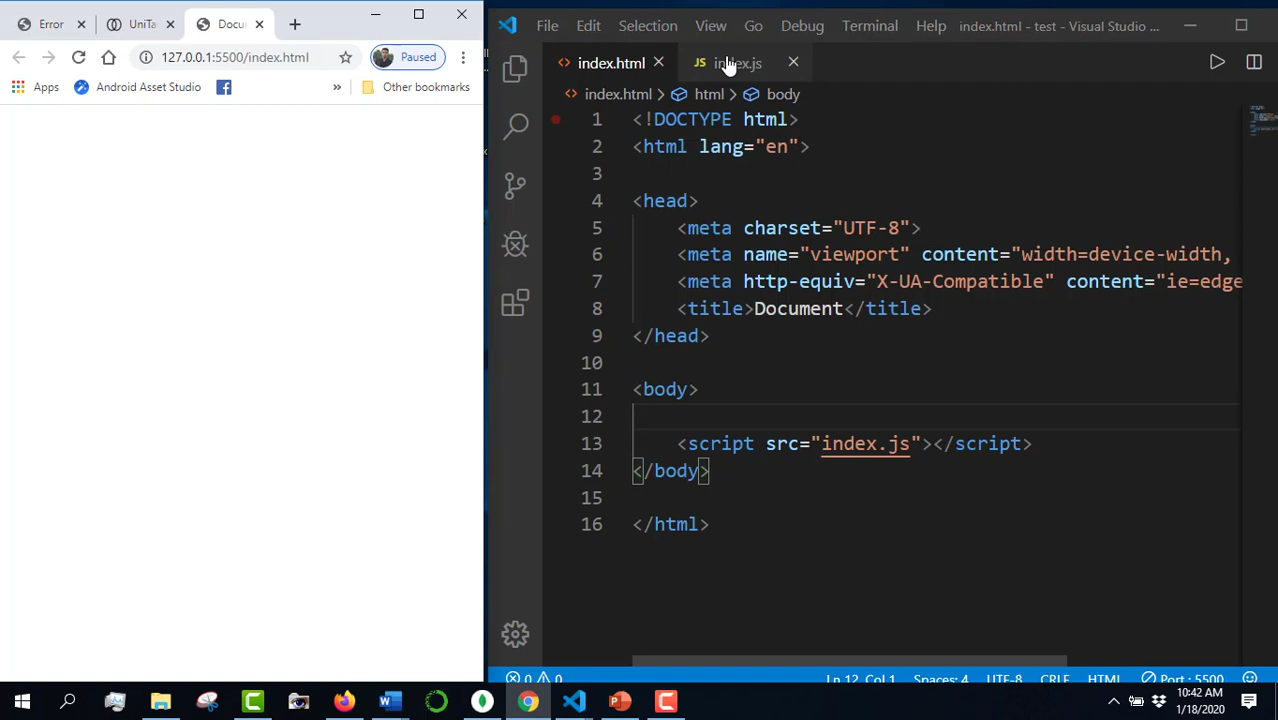 Error
UniTa
Docu
127.0.0.1:5500/index.html
Paused
Apps
Android Asset Studio
»
Other bookmarks
File Edit Selection View Go Debug Terminal Help index.html - test - Visual Studio ...
<> index.html
JS index.js
<> index.html > html > body
1 <!DOCTYPE html>
2 <html lang="en">
3
4 <head>
5 <meta charset="UTF-8">
6 <meta name="viewport" content="width=device-width,
7 <meta http-equiv="X-UA-Compatible" content="ie=edge
8 <title>Document</title>
9 </head>
10
11 <body>
12
13 <script src="index.js"></script>
14 </body>
15
16 </html>
0 0 Ln 12, Col 1 Spaces: 4 UTF-8 CRLF HTML Port : 5500
10:42 AM
1/18/2020